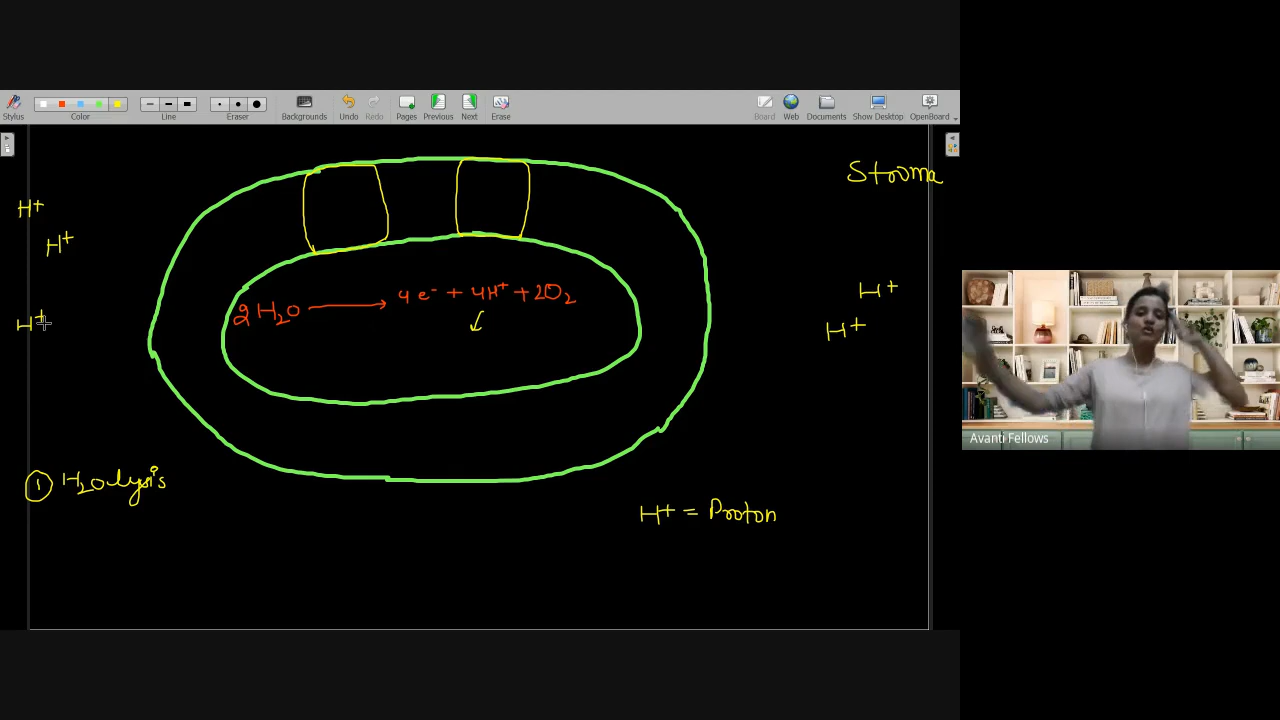 Stylus
Color
Line
Eraser
Backgrounds
Undo
Redo
Pages
Previous
Next
Erase
Board
Web
Documents
Show Desktop
OpenBoard
Stroma
H+
H+
2H₂O → 4e⁻ + 4H⁺ + 2O₂
H+
H+
H+
Avanti Fellows
① H₂Olysis
H+ = Proton